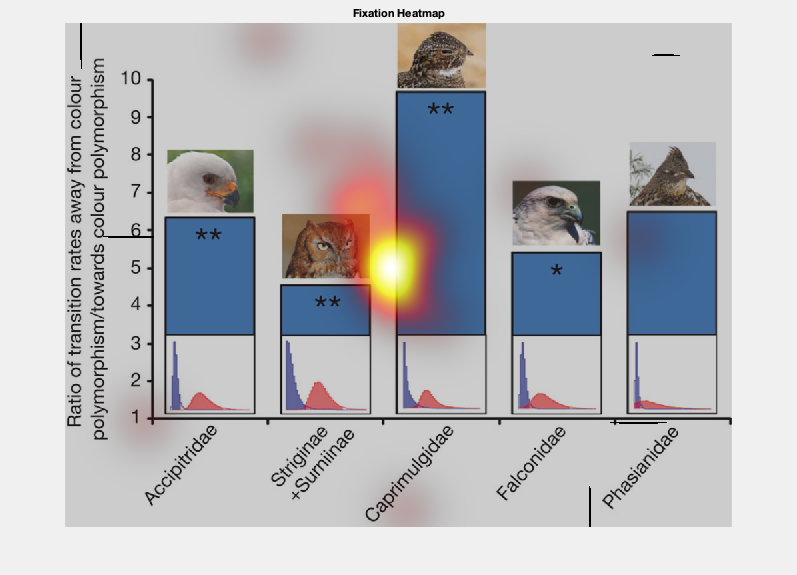 Fixation Heatmap
Ratio of transition rates away from colour
polymorphism/towards colour polymorphism
10
9
8
7
6
5
4
3
2
1
**
**
**
*
Accipitridae
Striginae
+Surniinae
Caprimulgidae
Falconidae
Phasianidae